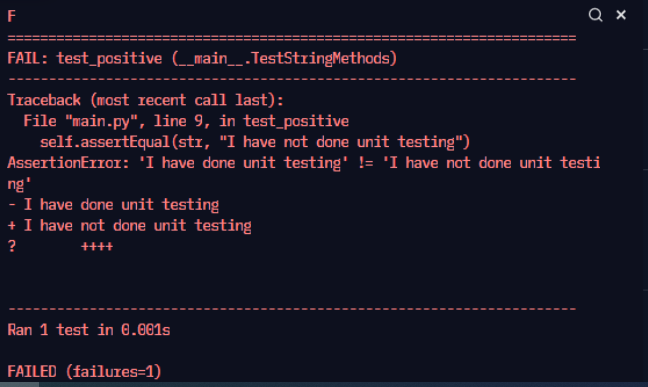 F
======================================================================
FAIL: test_positive (__main__.TestStringMethods)
----------------------------------------------------------------------
Traceback (most recent call last):
  File "main.py", line 9, in test_positive
    self.assertEqual(str, "I have not done unit testing")
AssertionError: 'I have done unit testing' != 'I have not done unit testi
ng'
- I have done unit testing
+ I have not done unit testing
?        ++++
----------------------------------------------------------------------
Ran 1 test in 0.001s
FAILED (failures=1)